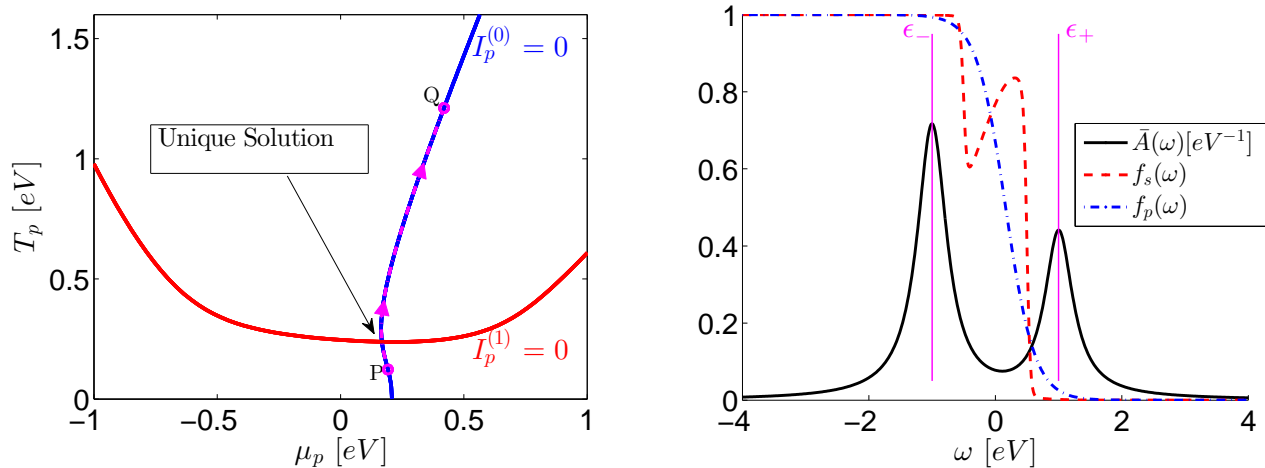 1.5
1
0.5
0
T_p [eV]
I_p^{(0)} = 0
Q
Unique Solution
P
I_p^{(1)} = 0
−1
−0.5
0
0.5
1
μ_p [eV]
1
0.8
0.6
0.4
0.2
0
ϵ_−
ϵ_+
Ā(ω)[eV^{−1}]
f_s(ω)
f_p(ω)
−4
−2
0
2
4
ω [eV]